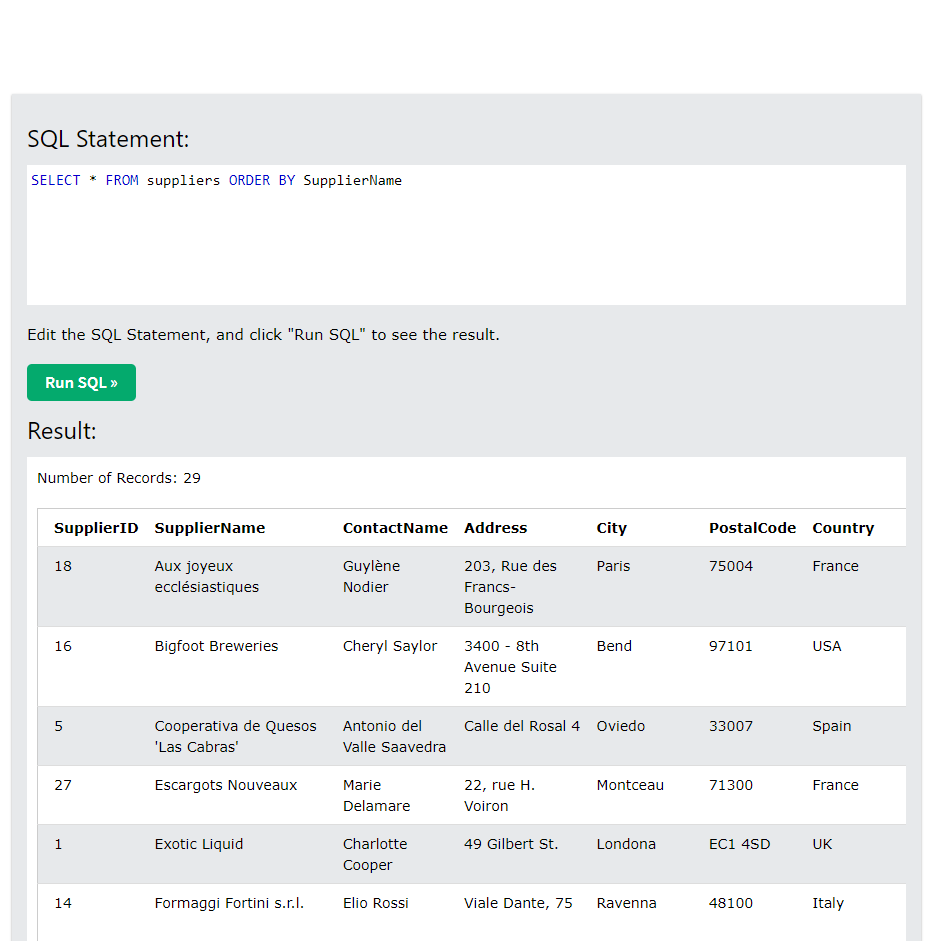 SQL Statement:
SELECT * FROM suppliers ORDER BY SupplierName
Edit the SQL Statement, and click "Run SQL" to see the result.
Run SQL »
Result:
Number of Records: 29
SupplierID SupplierName ContactName Address City PostalCode Country
18 Aux joyeux Guylène 203, Rue des Paris 75004 France
ecclésiastiques Nodier Francs-
Bourgeois
16 Bigfoot Breweries Cheryl Saylor 3400 - 8th Bend 97101 USA
Avenue Suite
210
5 Cooperativa de Quesos Antonio del Calle del Rosal 4 Oviedo 33007 Spain
'Las Cabras' Valle Saavedra
27 Escargots Nouveaux Marie 22, rue H. Montceau 71300 France
Delamare Voiron
1 Exotic Liquid Charlotte 49 Gilbert St. Londona EC1 4SD UK
Cooper
14 Formaggi Fortini s.r.l. Elio Rossi Viale Dante, 75 Ravenna 48100 Italy